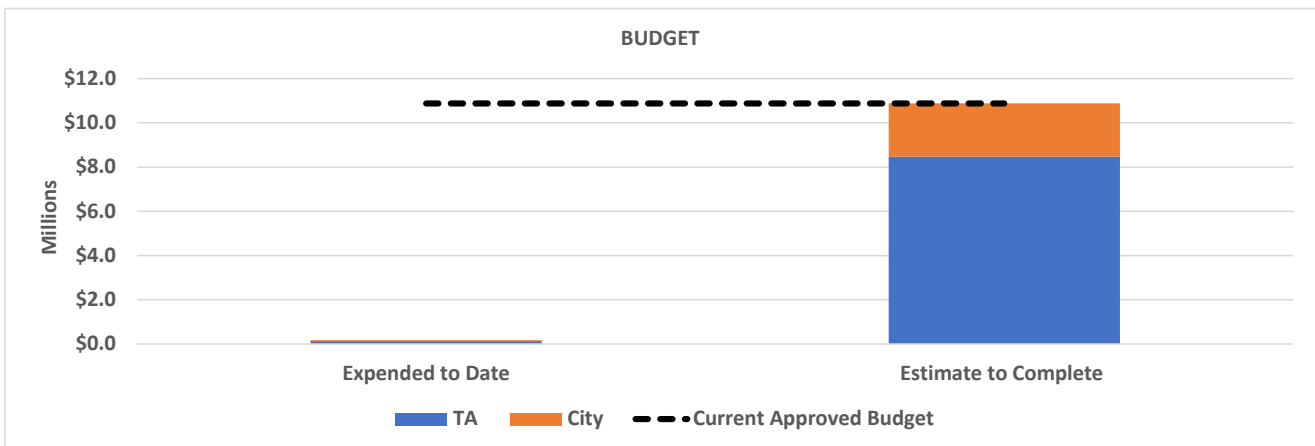 BUDGET
$12.0
$10.0
$8.0
$6.0
$4.0
$2.0
$0.0
Millions
Expended to Date
Estimate to Complete
TA
City
Current Approved Budget